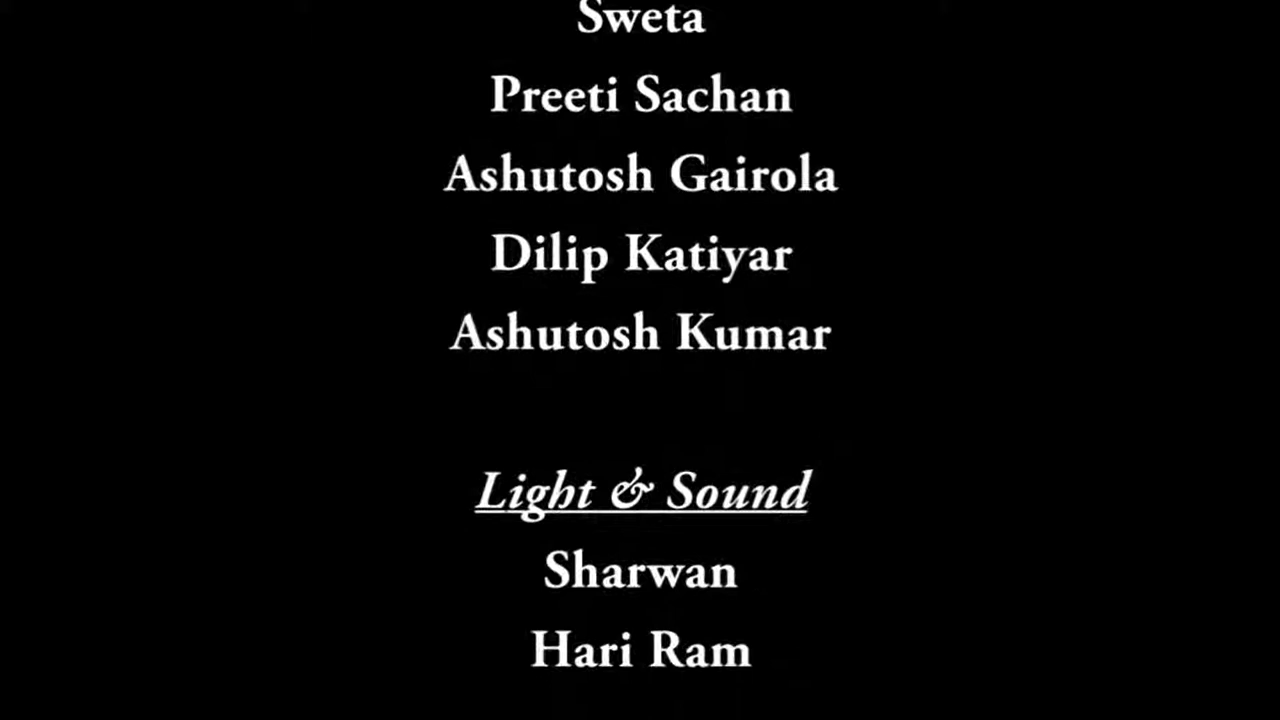 Sweta
Preeti Sachan
Ashutosh Gairola
Dilip Katiyar
Ashutosh Kumar
Light & Sound
Sharwan
Hari Ram